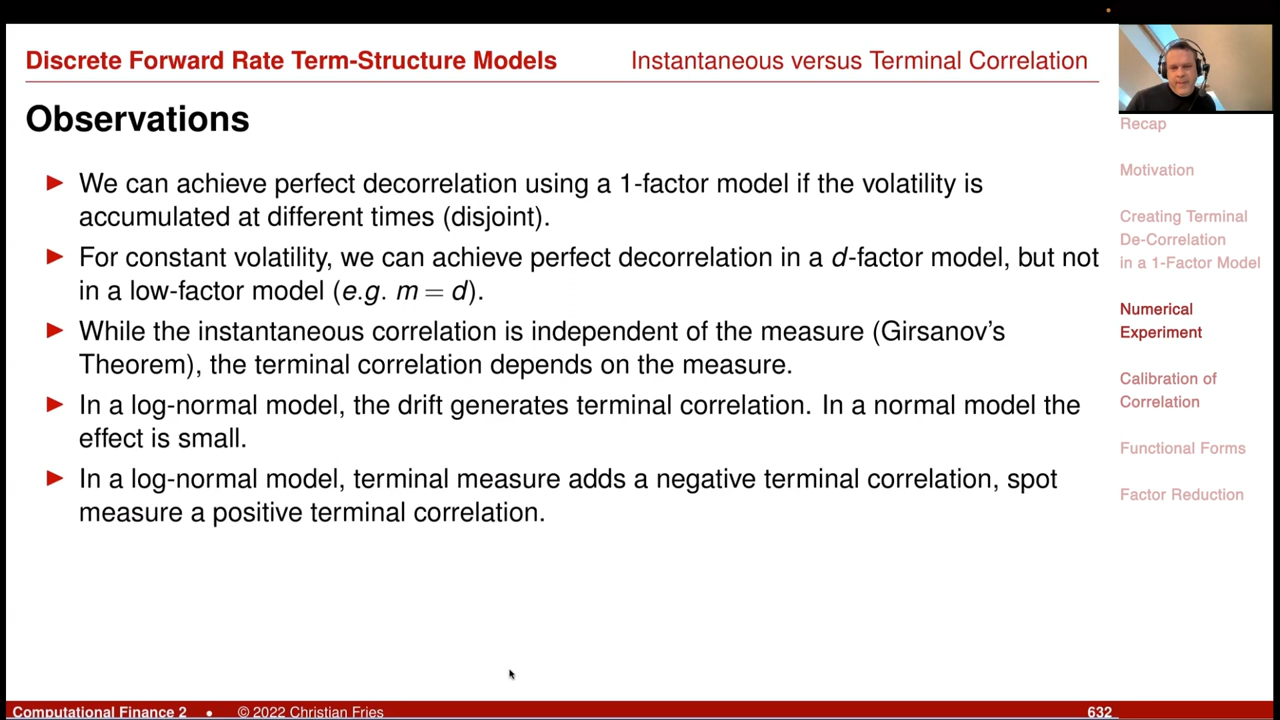 Discrete Forward Rate Term-Structure Models
Instantaneous versus Terminal Correlation
Observations
► We can achieve perfect decorrelation using a 1-factor model if the volatility is
accumulated at different times (disjoint).
► For constant volatility, we can achieve perfect decorrelation in a d-factor model, but not
in a low-factor model (e.g. m = d).
► While the instantaneous correlation is independent of the measure (Girsanov's
Theorem), the terminal correlation depends on the measure.
► In a log-normal model, the drift generates terminal correlation. In a normal model the
effect is small.
► In a log-normal model, terminal measure adds a negative terminal correlation, spot
measure a positive terminal correlation.
Recap
Motivation
Creating Terminal
De-Correlation
in a 1-Factor Model
Numerical
Experiment
Calibration of
Correlation
Functional Forms
Factor Reduction
Computational Finance 2 • © 2022 Christian Fries
632